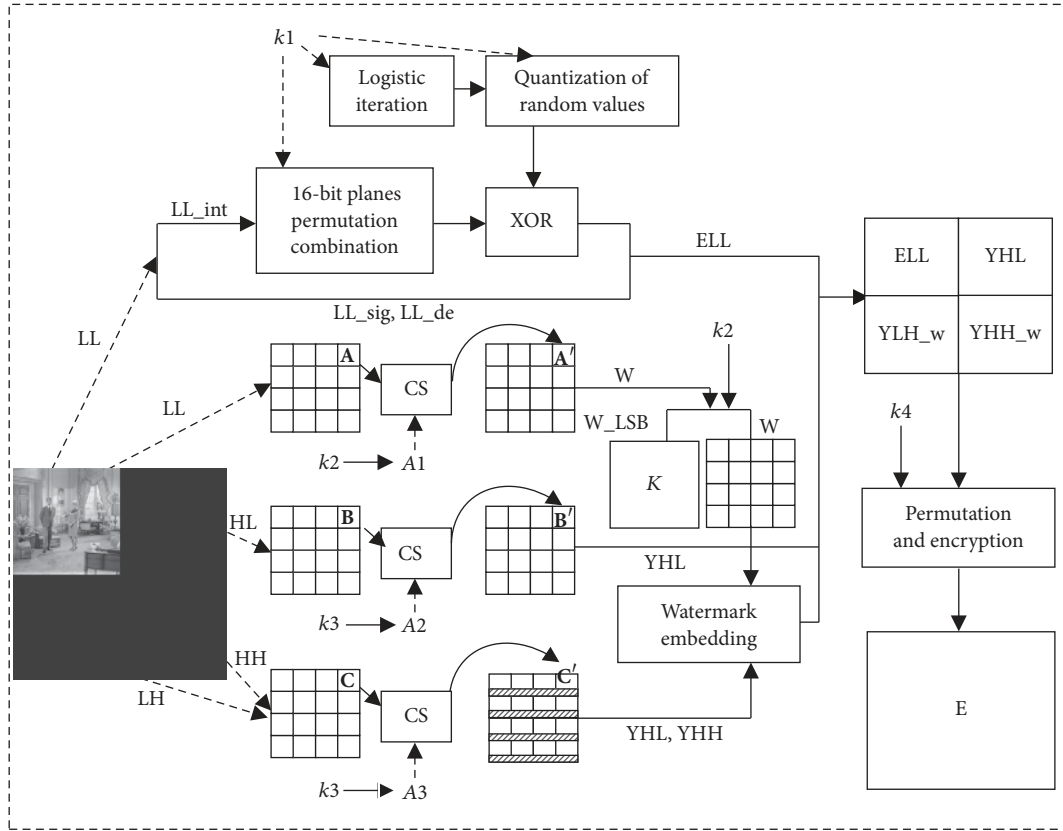 k1
Logistic
iteration
Quantization of
random values
LL_int
16-bit planes
permutation
combination
XOR
ELL
LL_sig, LL_de
LL
ELL
YHL
YLH_w
YHH_w
LL
A
CS
A′
W
k2
W_LSB
W
k2
A1
K
k4
HL
B
CS
B′
YHL
Permutation
and encryption
k3
A2
Watermark
embedding
HH
LH
C
CS
C′
YHL, YHH
E
k3
A3